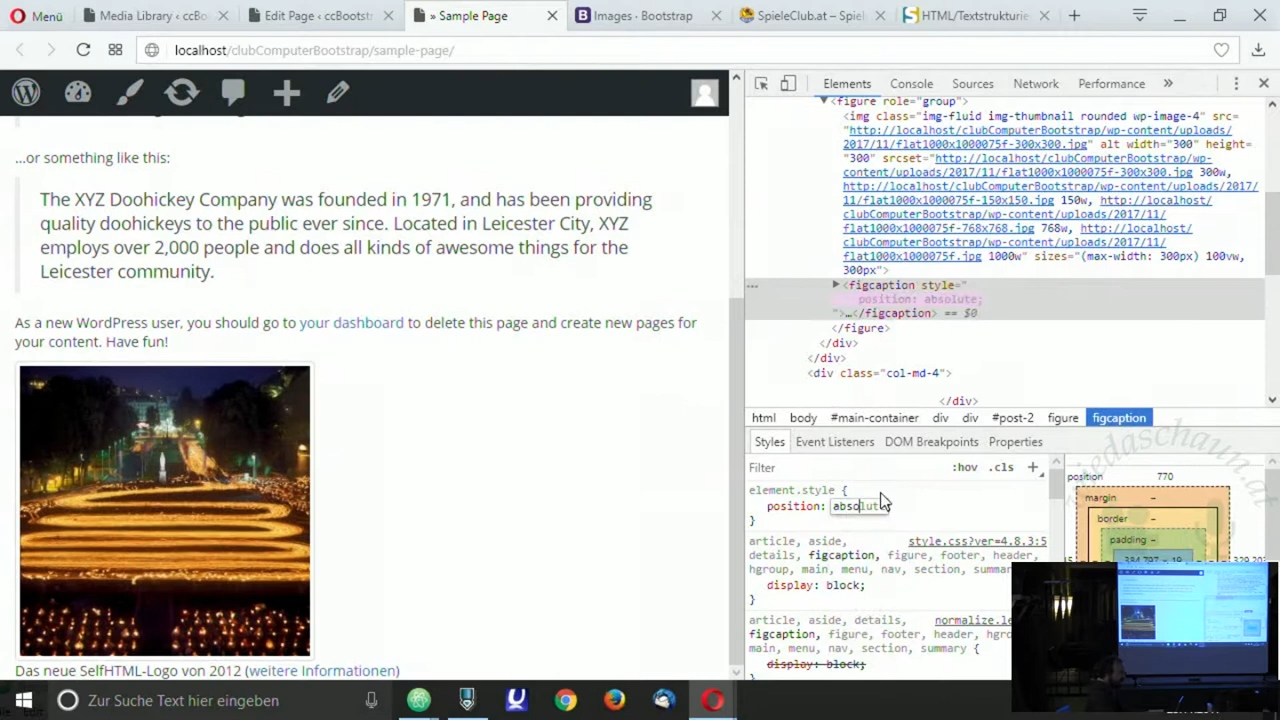 Menü
Media Library ‹ ccBo
Edit Page ‹ ccBootst
» Sample Page
Images · Bootstrap
SpieleClub.at – Spiel
HTML/Textstrukturie
localhost/clubComputerBootstrap/sample-page/
...or something like this:
The XYZ Doohickey Company was founded in 1971, and has been providing
quality doohickeys to the public ever since. Located in Leicester City, XYZ
employs over 2,000 people and does all kinds of awesome things for the
Leicester community.
As a new WordPress user, you should go to your dashboard to delete this page and create new pages for
your content. Have fun!
Das neue SelfHTML-Logo von 2012 (weitere Informationen)
Elements Console Sources Network Performance »
▼<figure role="group">
<img class="img-fluid img-thumbnail rounded wp-image-4" src=
"http://localhost/clubComputerBootstrap/wp-content/uploads/
2017/11/flat1000x1000075f-300x300.jpg" alt width="300" height=
"300" srcset="http://localhost/clubComputerBootstrap/wp-
content/uploads/2017/11/flat1000x1000075f-300x300.jpg 300w,
http://localhost/clubComputerBootstrap/wp-content/uploads/2017/
11/flat1000x1000075f-150x150.jpg 150w, http://localhost/
clubComputerBootstrap/wp-content/uploads/2017/11/
flat1000x1000075f-768x768.jpg 768w, http://localhost/
clubComputerBootstrap/wp-content/uploads/2017/11/
flat1000x1000075f.jpg 1000w" sizes="(max-width: 300px) 100vw,
300px">
… ▶<figcaption style="
position: absolute;
">…</figcaption> == $0
</figure>
</div>
</div>
<div class="col-md-4">
</div>
html body #main-container div div #post-2 figure figcaption
Styles Event Listeners DOM Breakpoints Properties
Filter :hov .cls +
element.style {
position: absolut
}
article, aside, style.css?ver=4.8.3:5
details, figcaption, figure, footer, header,
hgroup, main, menu, nav, section, summar
display: block;
}
article, aside, details, normalize.le
figcaption, figure, footer, header, hgr
main, menu, nav, section, summary {
display: block;
}
position 770
margin –
border –
padding –
384.797 × 19
329.203
wiedaschaun.at
Zur Suche Text hier eingeben